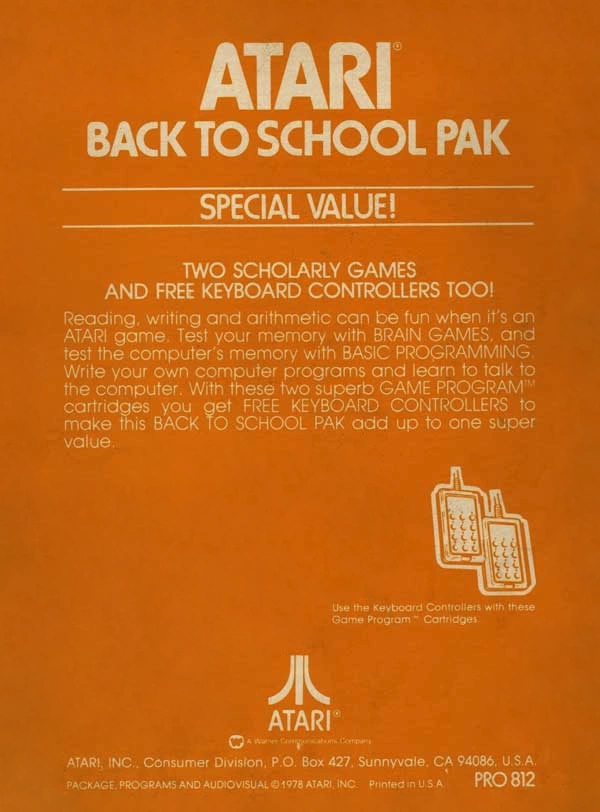 ATARI®
BACK TO SCHOOL PAK
SPECIAL VALUE!
TWO SCHOLARLY GAMES
AND FREE KEYBOARD CONTROLLERS TOO!
Reading, writing and arithmetic can be fun when it's an
ATARI game. Test your memory with BRAIN GAMES, and
test the computer's memory with BASIC PROGRAMMING.
Write your own computer programs and learn to talk to
the computer. With these two superb GAME PROGRAM™
cartridges you get FREE KEYBOARD CONTROLLERS to
make this BACK TO SCHOOL PAK add up to one super
value.
Use the Keyboard Controllers with these
Game Program™ Cartridges.
ATARI®
A Warner Communications Company
ATARI, INC., Consumer Division, P.O. Box 427, Sunnyvale, CA 94086, U.S.A.
PACKAGE, PROGRAMS AND AUDIOVISUAL © 1978 ATARI, INC. Printed in U.S.A. PRO 812